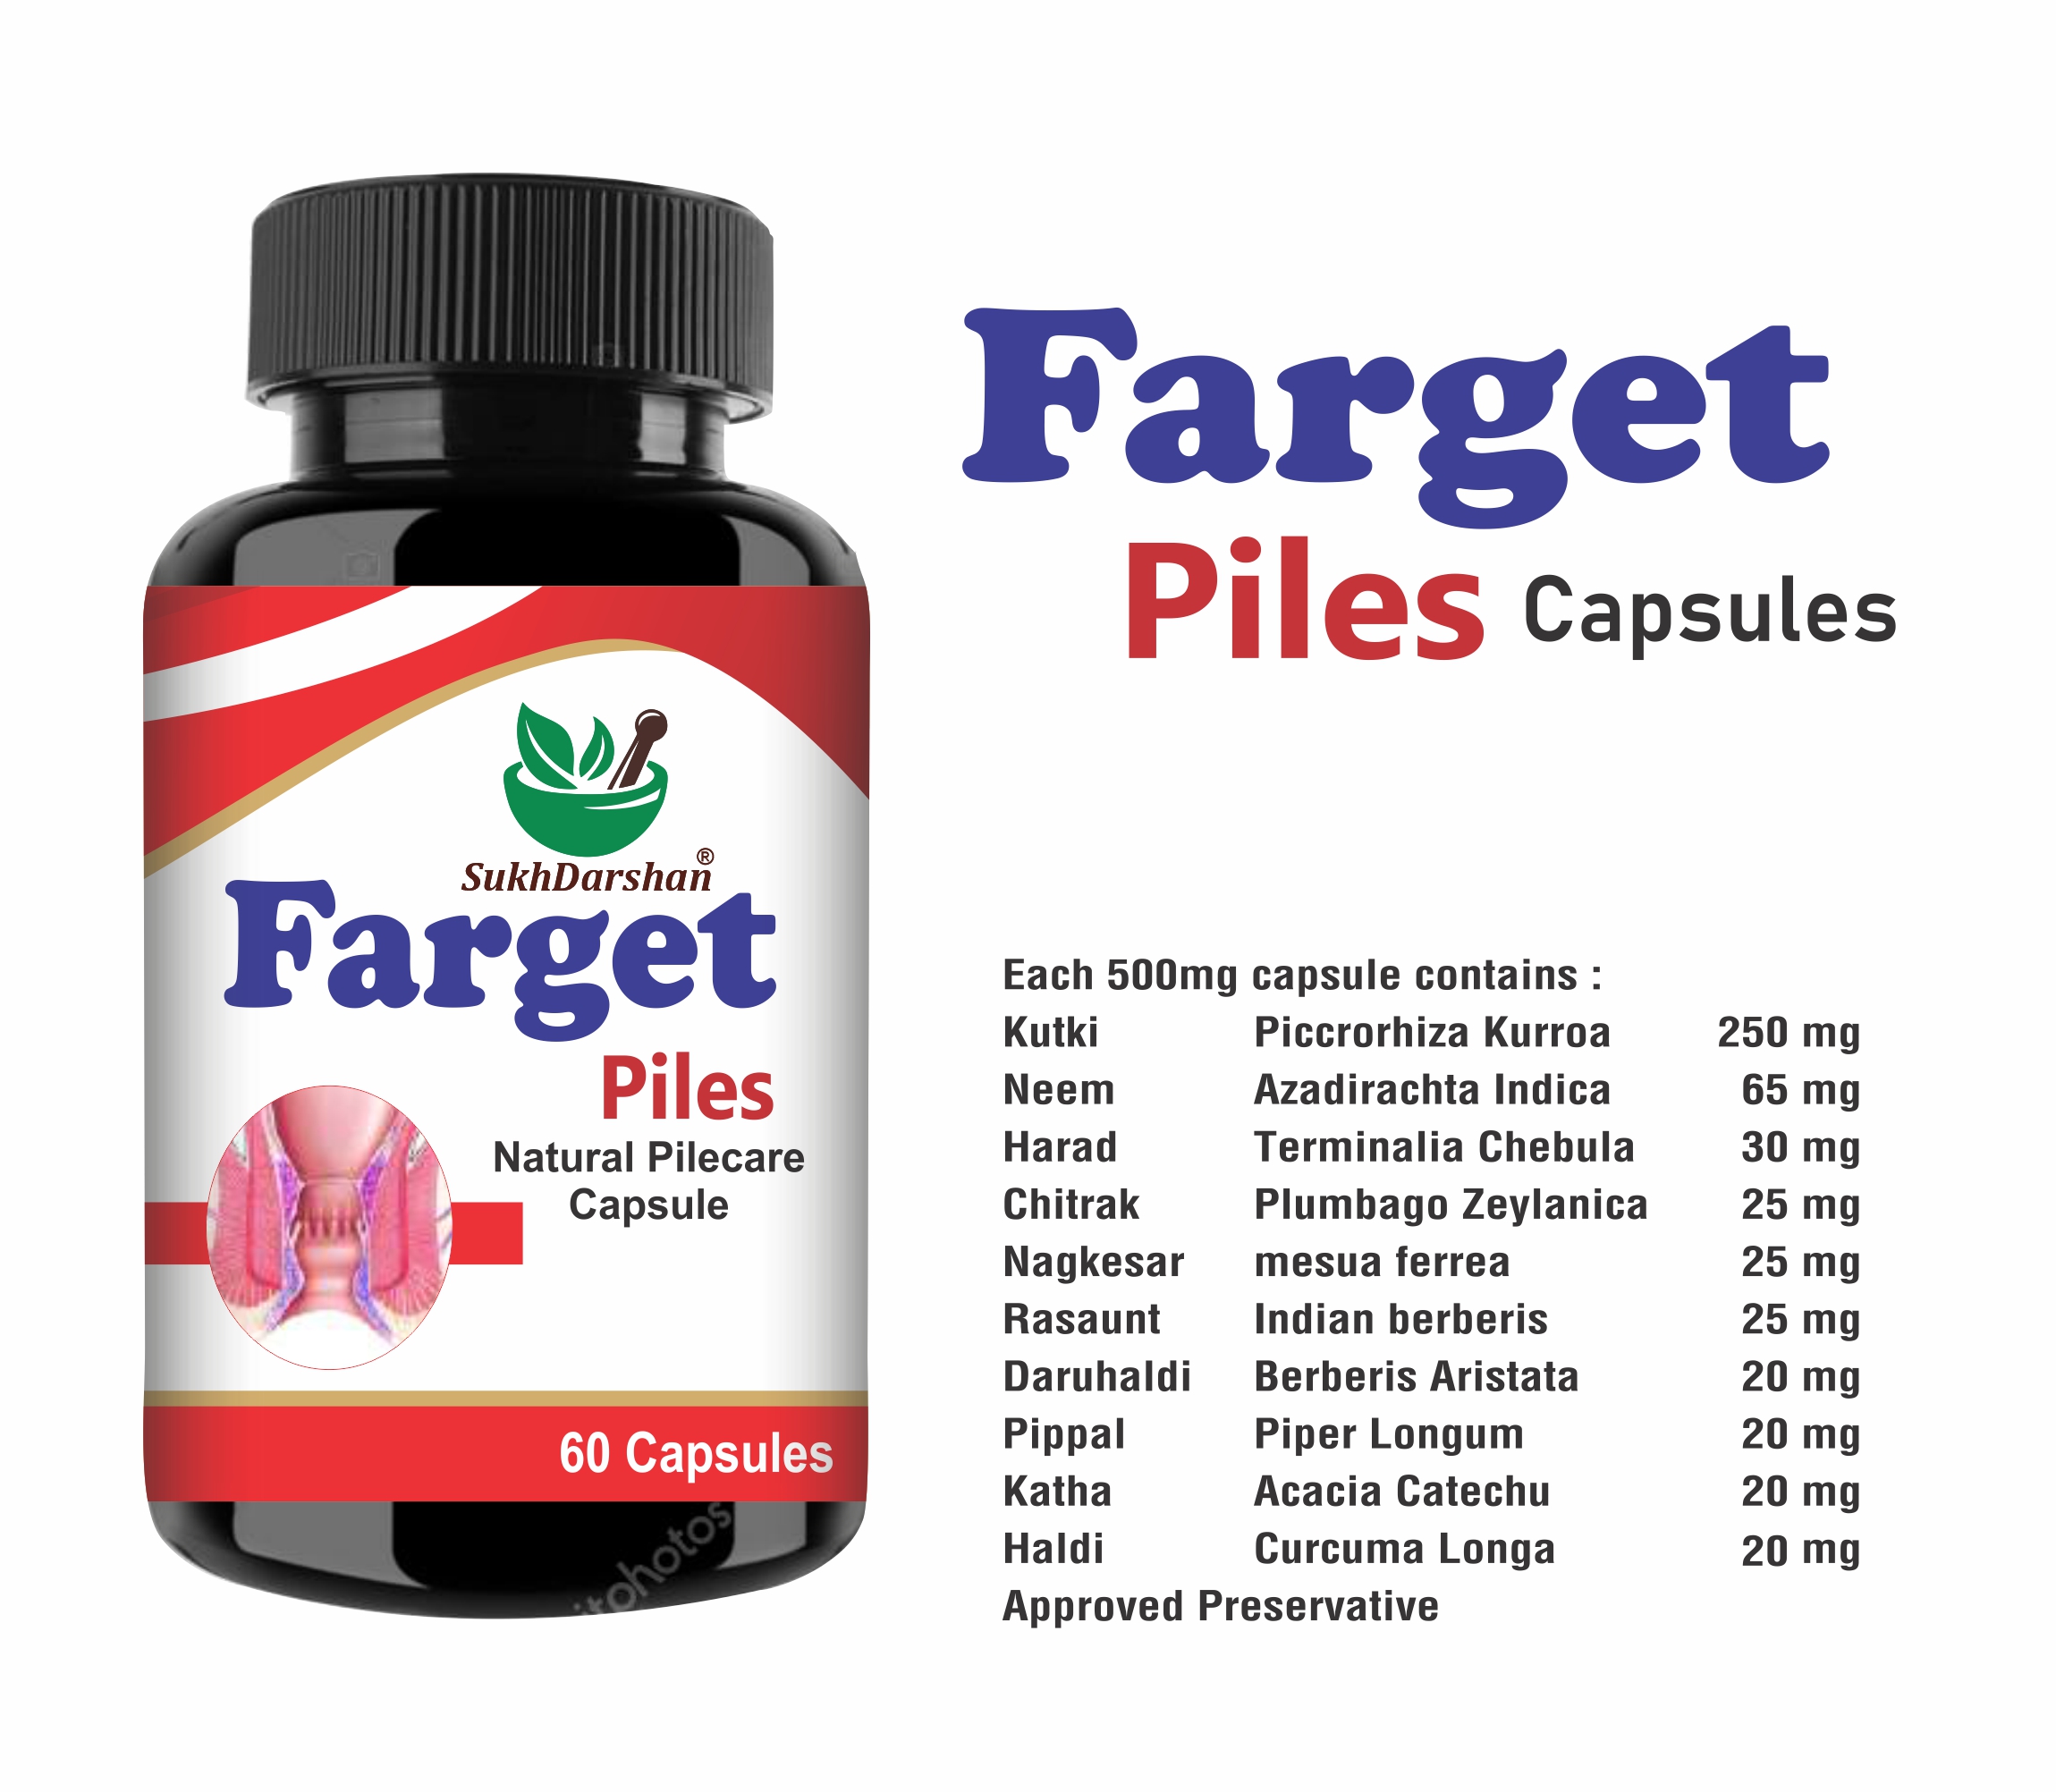 SukhDarshan®
Farget
Piles
Natural Pilecare
Capsule
60 Capsules
Farget
Piles Capsules
Each 500mg capsule contains :
Kutki Piccrorhiza Kurroa 250 mg
Neem Azadirachta Indica 65 mg
Harad Terminalia Chebula 30 mg
Chitrak Plumbago Zeylanica 25 mg
Nagkesar mesua ferrea 25 mg
Rasaunt Indian berberis 25 mg
Daruhaldi Berberis Aristata 20 mg
Pippal Piper Longum 20 mg
Katha Acacia Catechu 20 mg
Haldi Curcuma Longa 20 mg
Approved Preservative